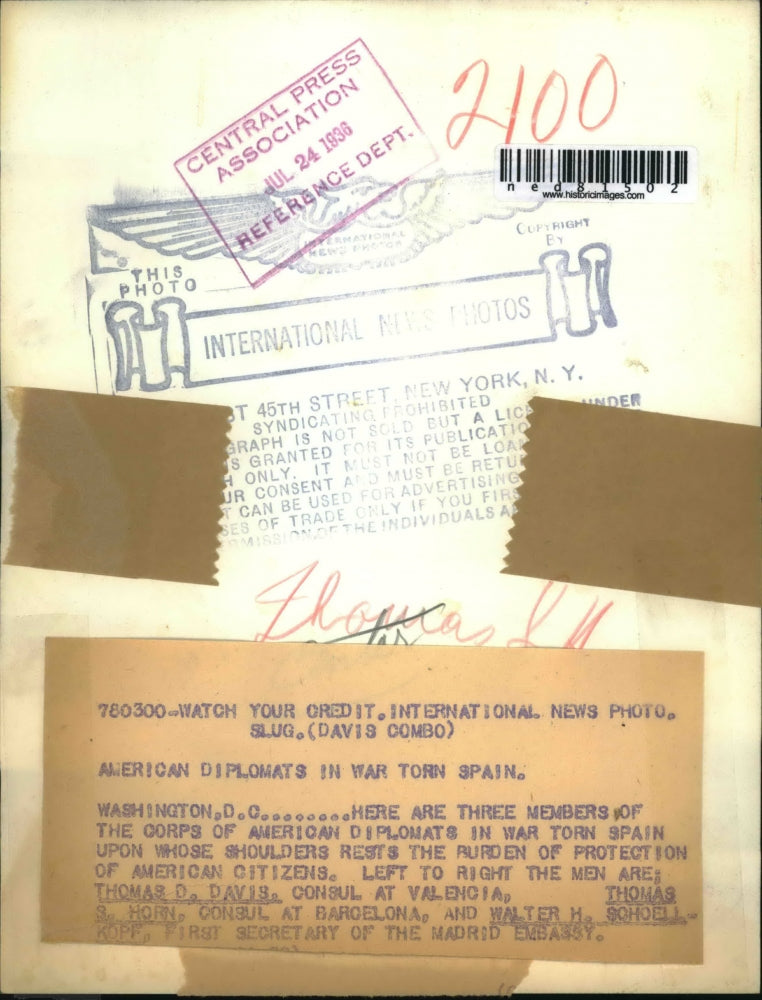 2100
CENTRAL PRESS
ASSOCIATION
JUL 24 1936
REFERENCE DEPT.
ned81502
www.historicimages.com
INTERNATIONAL
NEWS PHOTOS
COPYRIGHT
BY
THIS
PHOTO
INTERNATIONAL NEWS PHOTOS
T 45TH STREET, NEW YORK, N. Y.
SYNDICATING PROHIBITED
UNDER
GRAPH IS NOT SOLD BUT A LICE
S GRANTED FOR ITS PUBLICATIO
H ONLY. IT MUST NOT BE LOA
UR CONSENT AND MUST BE RETU
T CAN BE USED FOR ADVERTISING
SES OF TRADE ONLY IF YOU FIRS
RMISSION OF THE INDIVIDUALS A
Thomas
780300-WATCH YOUR CREDIT.INTERNATIONAL NEWS PHOTO.
SLUG.(DAVIS COMBO)
AMERICAN DIPLOMATS IN WAR TORN SPAIN.
WASHINGTON,D.C.........HERE ARE THREE MEMBERS OF
THE CORPS OF AMERICAN DIPLOMATS IN WAR TORN SPAIN
UPON WHOSE SHOULDERS RESTS THE BURDEN OF PROTECTION
OF AMERICAN CITIZENS. LEFT TO RIGHT THE MEN ARE;
THOMAS D. DAVIS, CONSUL AT VALENCIA, THOMAS
S. HORN, CONSUL AT BARCELONA, AND WALTER H. SCHOELL-
KOPF, FIRST SECRETARY OF THE MADRID EMBASSY.